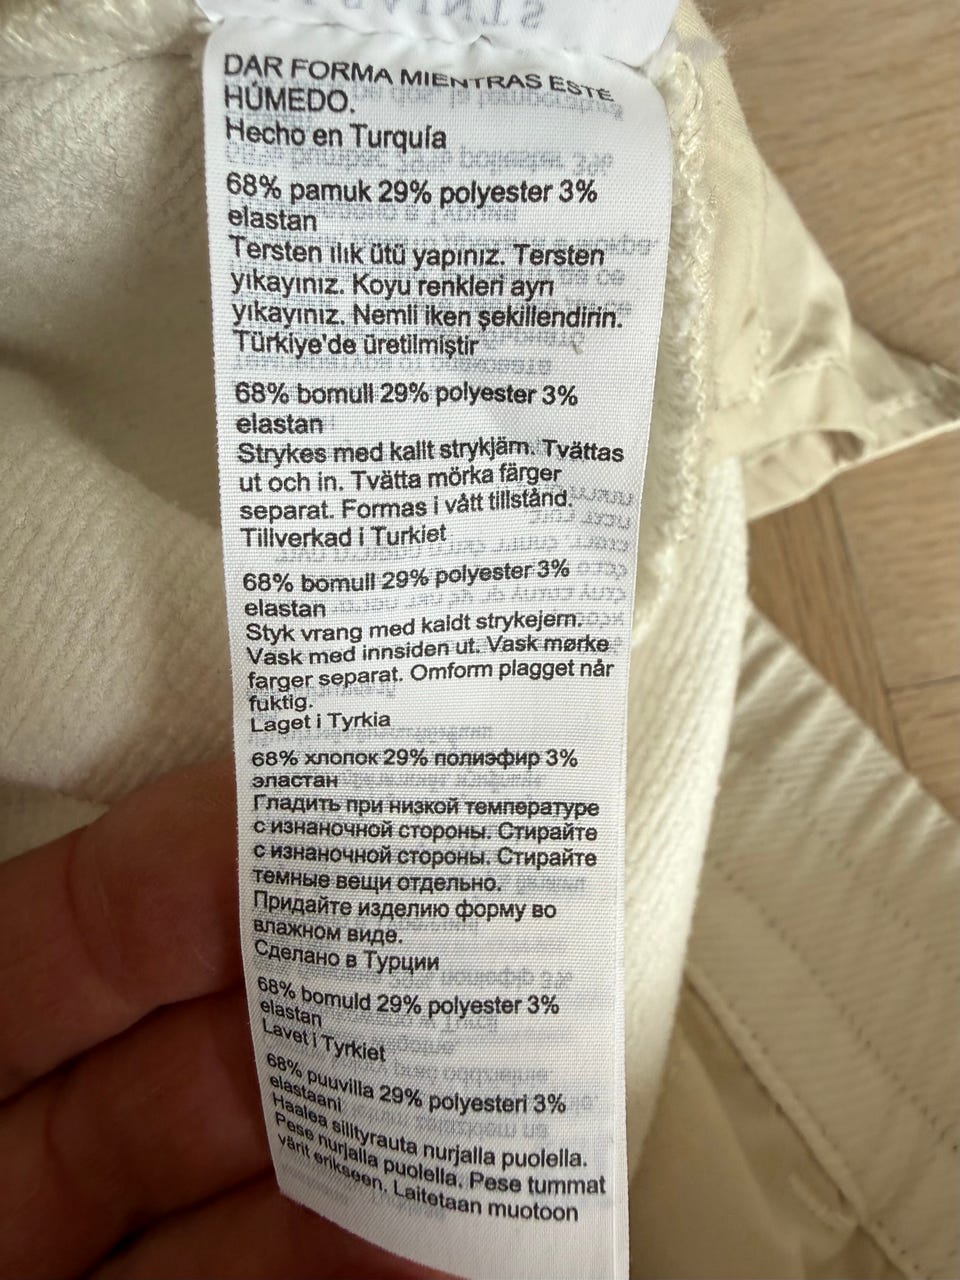 DAR FORMA MIENTRAS ESTÉ
HÚMEDO.
Hecho en Turquía
68% pamuk 29% polyester 3%
elastan
Tersten ılık ütü yapınız. Tersten
yıkayınız. Koyu renkleri ayrı
yıkayınız. Nemli iken şekillendirin.
Türkiye'de üretilmiştir
68% bomull 29% polyester 3%
elastan
Strykes med kallt strykjärn. Tvättas
ut och in. Tvätta mörka färger
separat. Formas i vått tillstånd.
Tillverkad i Turkiet
68% bomull 29% polyester 3%
elastan
Styk vrang med kaldt strykejern.
Vask med innsiden ut. Vask mørke
farger separat. Omform plagget når
fuktig.
Laget i Tyrkia
68% хлопок 29% полиэфир 3%
эластан
Гладить при низкой температуре
с изнаночной стороны. Стирайте
с изнаночной стороны. Стирайте
темные вещи отдельно.
Придайте изделию форму во
влажном виде.
Сделано в Турции
68% bomuld 29% polyester 3%
elastan
Lavet i Tyrkiet
68% puuvilla 29% polyesteri 3%
elastaani
Haalea silityrauta nurjalla puolella.
Pese nurjalla puolella. Pese tummat
värit erikseen. Laitetaan muotoon